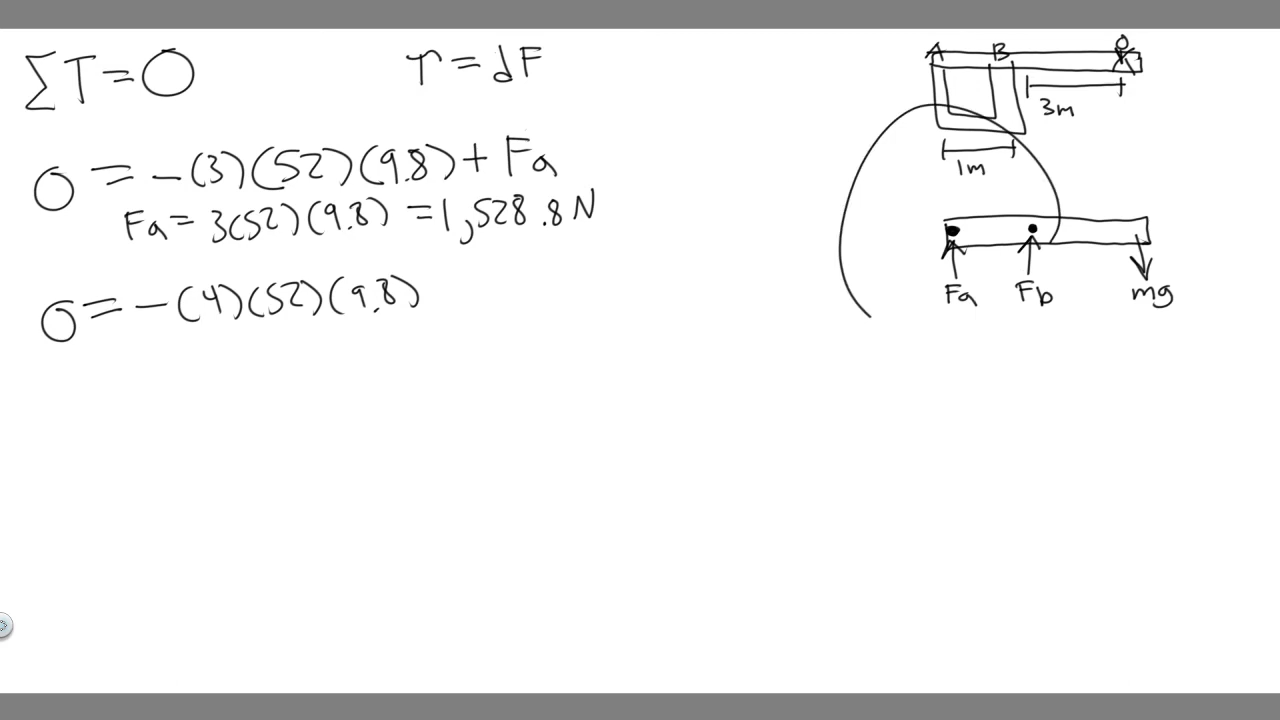 ΣT=0
τ=dF
0=-(3)(52)(9.8)+Fa
Fa=3(52)(9.8)=1,528.8N
0=-(4)(52)(9.8)
A B
3m
1m
Fa Fb mg